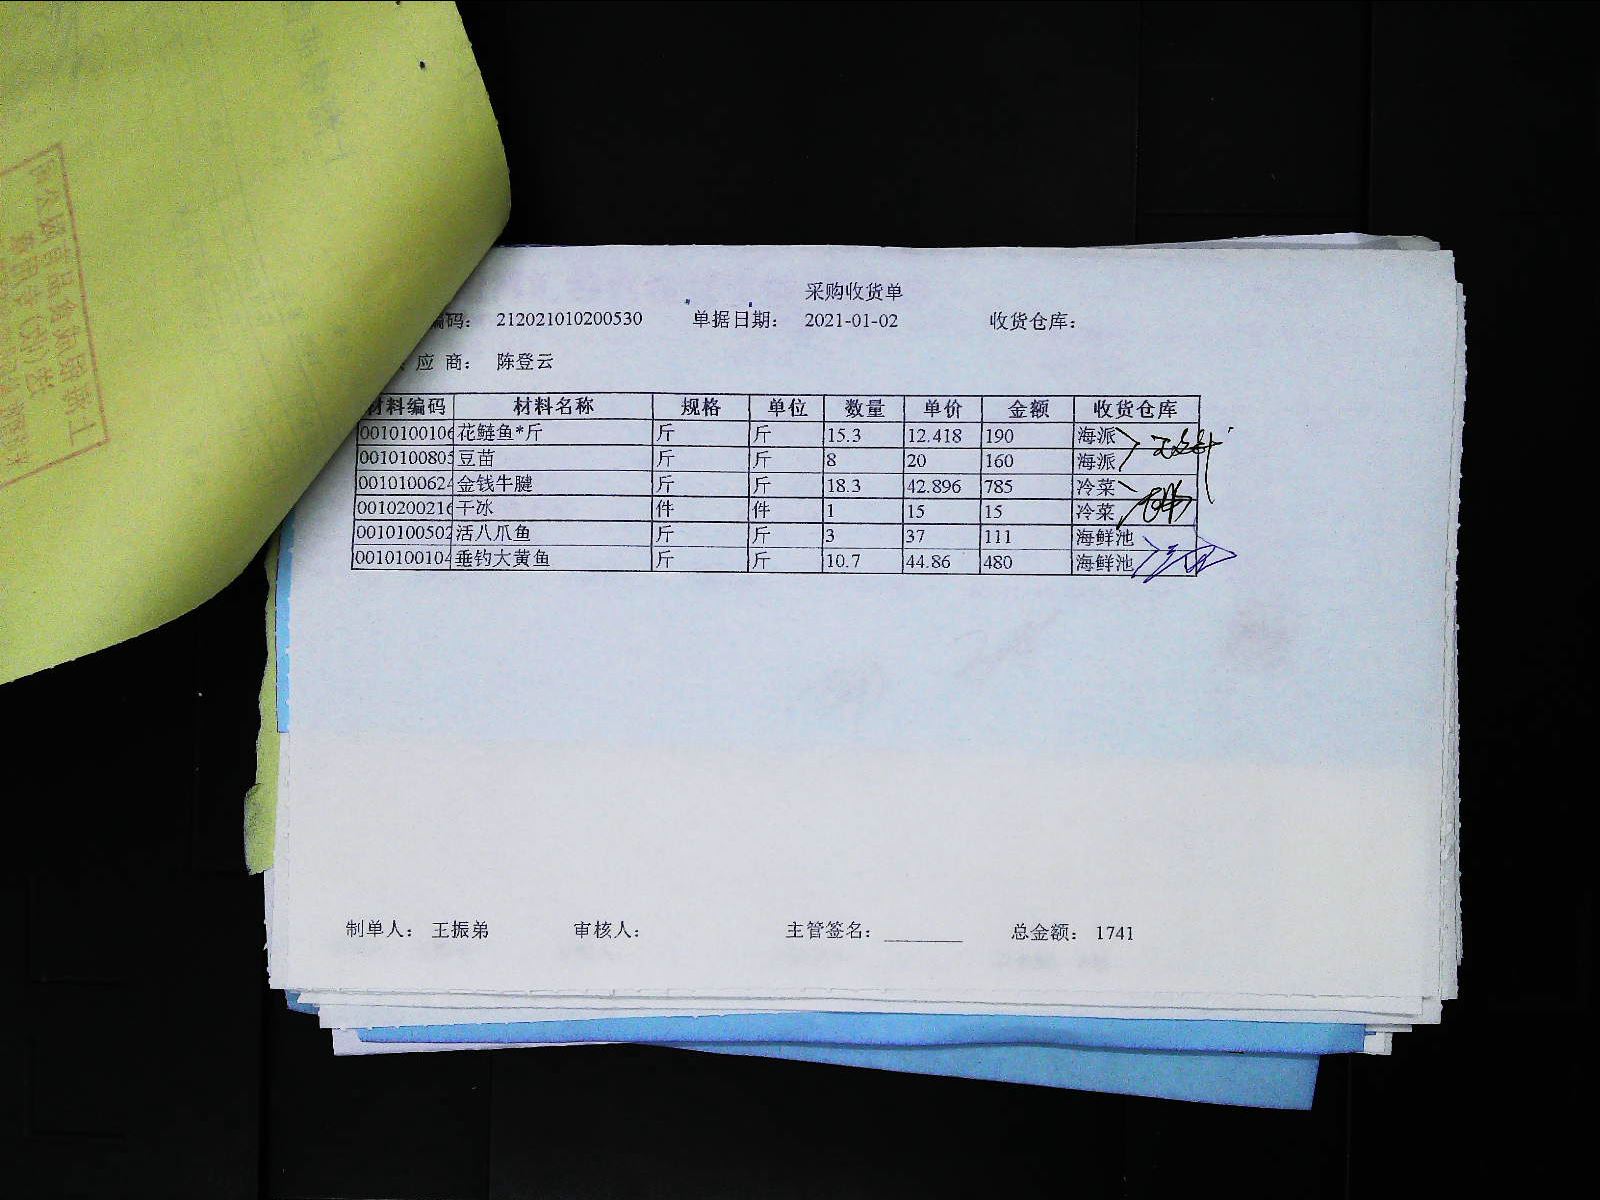 采购收货单
编码： 212021010200530 单据日期： 2021-01-02 收货仓库：
应 商： 陈登云
材料编码 材料名称 规格 单位 数量 单价 金额 收货仓库
0010100106 花鲢鱼*斤 斤 斤 15.3 12.418 190 海派
0010100805 豆苗 斤 斤 8 20 160 海派
0010100624 金钱牛腱 斤 斤 18.3 42.896 785 冷菜
0010200216 干冰 件 件 1 15 15 冷菜
0010100502 活八爪鱼 斤 斤 3 37 111 海鲜池
0010100104 垂钓大黄鱼 斤 斤 10.7 44.86 480 海鲜池
制单人： 王振弟 审核人： 主管签名： 总金额： 1741